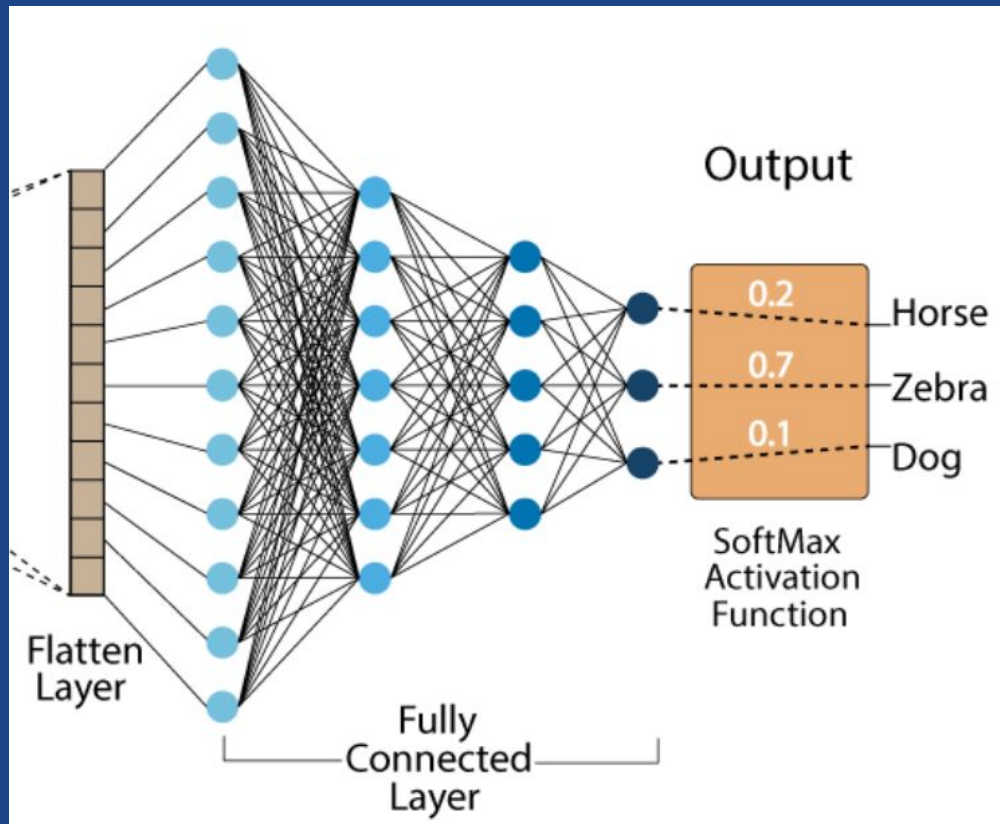 Flatten
Layer
Fully
Connected
Layer
Output
0.2
0.7
0.1
Horse
Zebra
Dog
SoftMax
Activation
Function